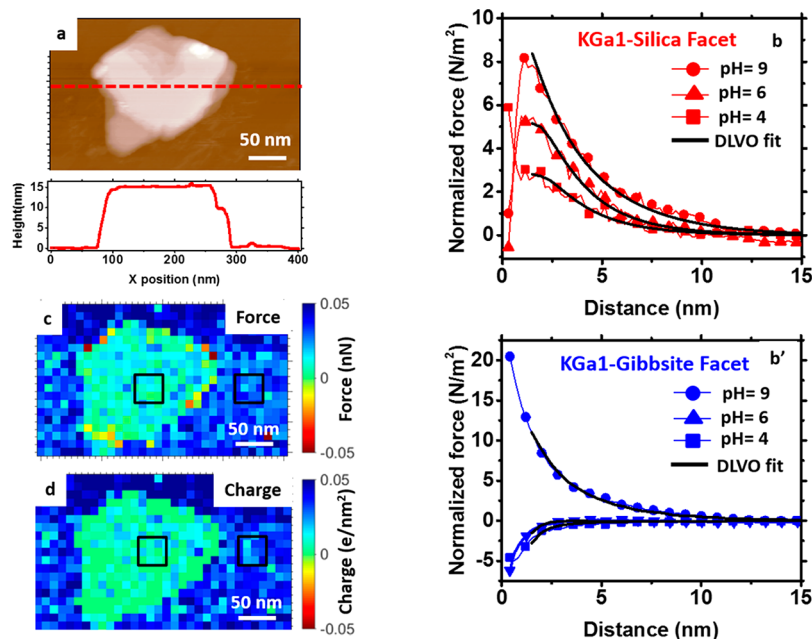 a
50 nm
Height(nm)
15
10
5
0
0 100 200 300 400
X position (nm)
c
Force
50 nm
0.05
0
-0.05
Force (nN)
d
Charge
50 nm
0.05
0
-0.05
Charge (e/nm²)
b
KGa1-Silica Facet
pH= 9
pH= 6
pH= 4
DLVO fit
Normalized force (N/m²)
10
8
6
4
2
0
0 5 10 15
Distance (nm)
b’
KGa1-Gibbsite Facet
pH= 9
pH= 6
pH= 4
DLVO fit
Normalized force (N/m²)
20
15
10
5
0
-5
0 5 10 15
Distance (nm)